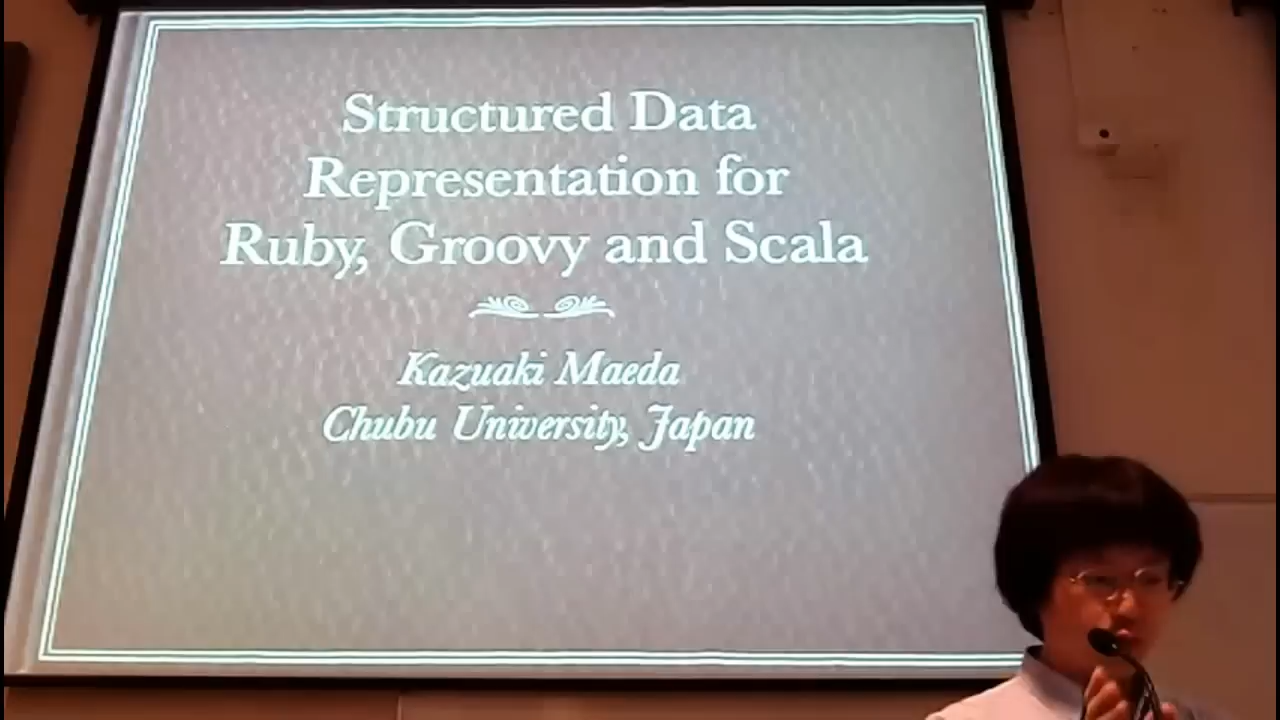 Structured Data
Representation for
Ruby, Groovy and Scala
Kazuaki Maeda
Chubu University, Japan